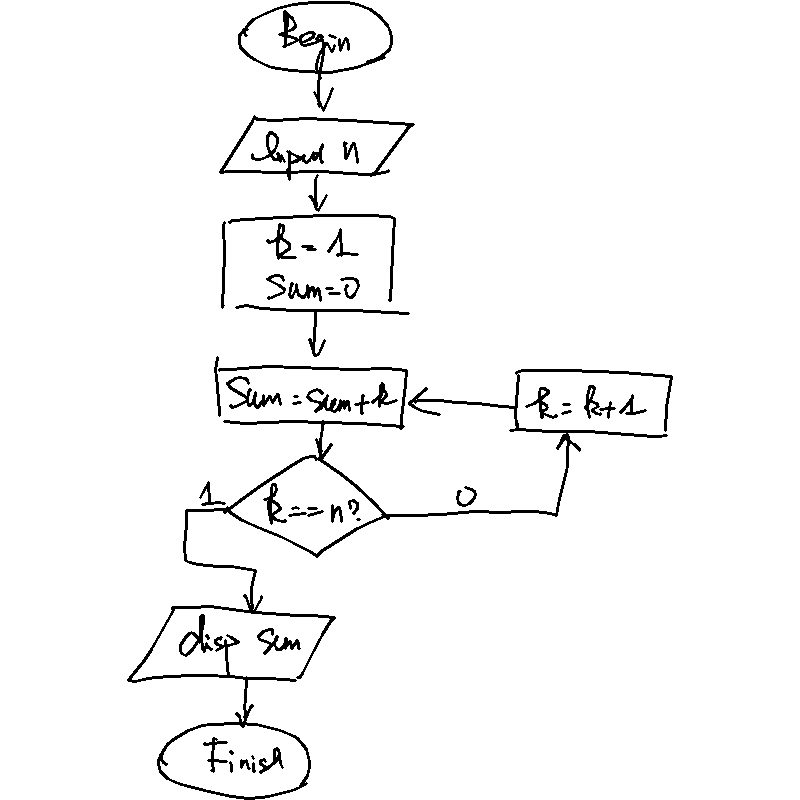 Begin
Input n
k = 1
Sum=0
Sum = sum + k
k = k+1
1
k == n?
0
disp sum
Finish